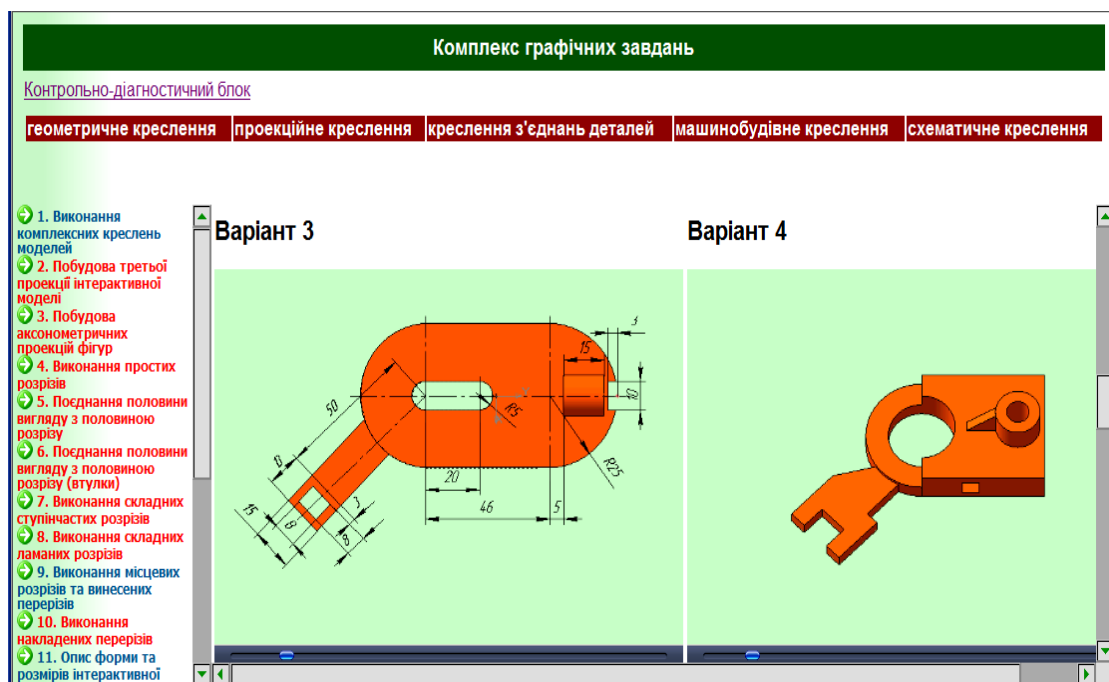 Комплекс графічних завдань
Контрольно-діагностичний блок
геометричне креслення проекційне креслення креслення з'єднань деталей машинобудівне креслення схематичне креслення
1. Виконання
комплексних креслень
моделей
2. Побудова третьої
проекції інтерактивної
моделі
3. Побудова
аксонометричних
проекцій фігур
4. Виконання простих
розрізів
5. Поєднання половини
вигляду з половиною
розрізу
6. Поєднання половини
вигляду з половиною
розрізу (втулки)
7. Виконання складних
ступінчастих розрізів
8. Виконання складних
ламаних розрізів
9. Виконання місцевих
розрізів та винесених
перерізів
10. Виконання
накладених перерізів
11. Опис форми та
розмірів інтерактивної
Варіант 3
3
15
10
50
R5
R25
13
20
46
5
15
8
3
8
Варіант 4